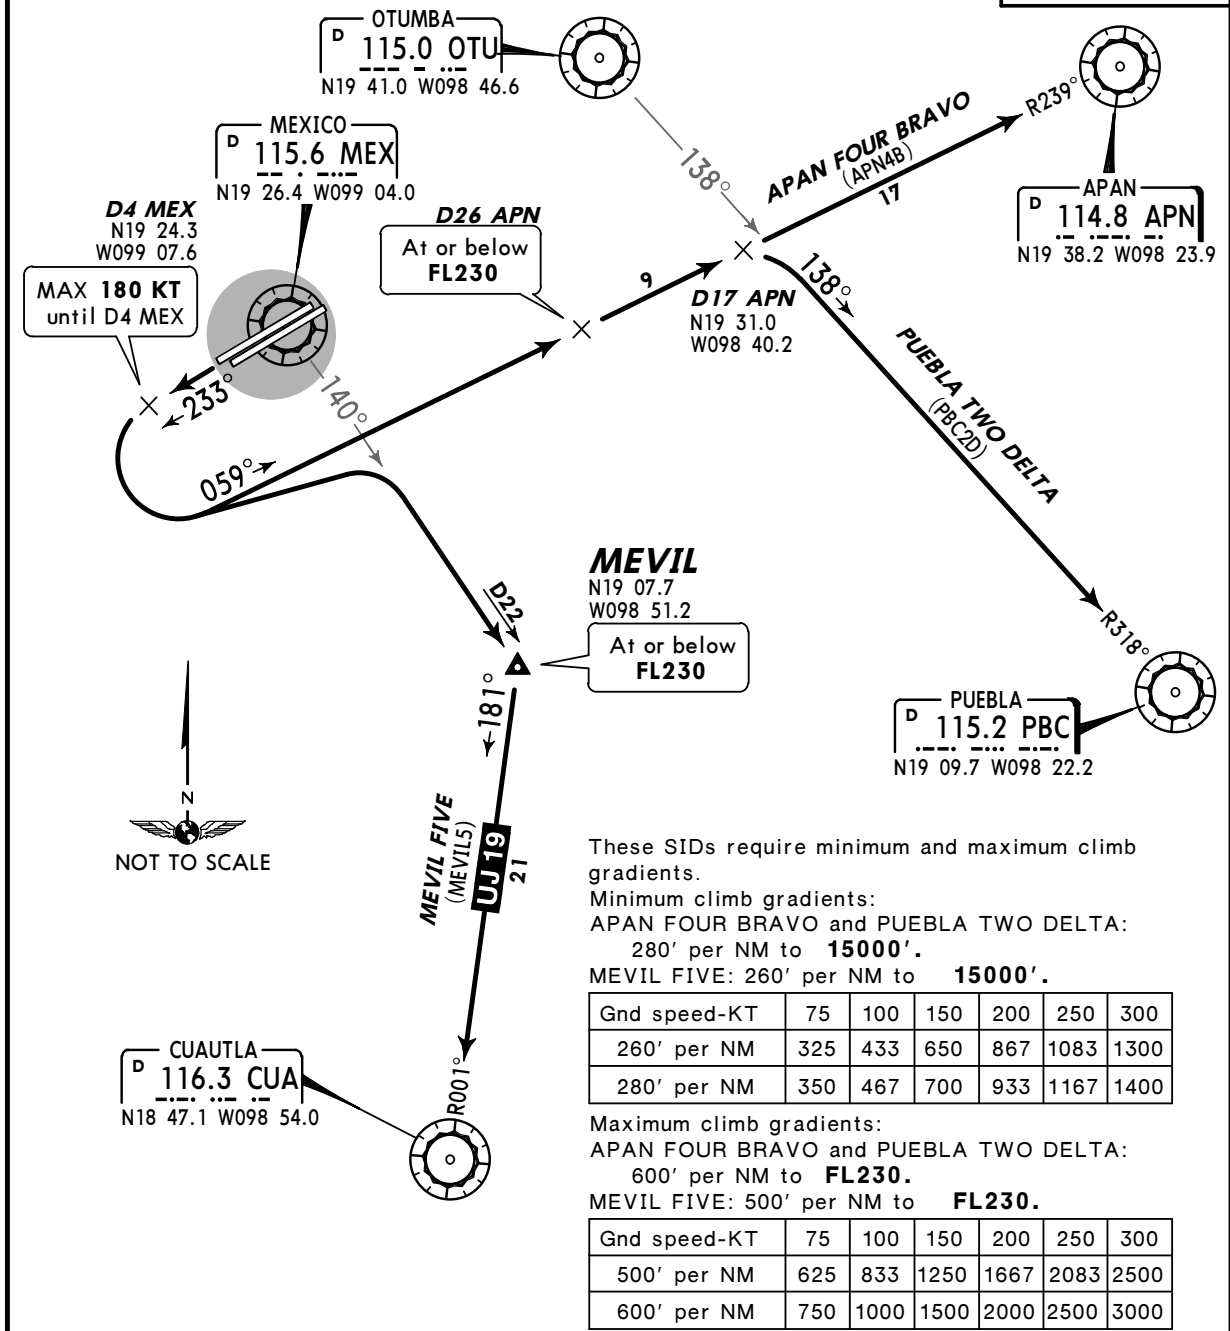 OTUMBA
D 115.0 OTU
N19 41.0 W098 46.6
MEXICO
D 115.6 MEX
N19 26.4 W099 04.0
D4 MEX
N19 24.3
W099 07.6
MAX 180 KT
until D4 MEX
D26 APN
At or below
FL230
138°
APAN FOUR BRAVO
(APN4B)
17
R239°
APAN
D 114.8 APN
N19 38.2 W098 23.9
9
D17 APN
N19 31.0
W098 40.2
138°
PUEBLA TWO DELTA
(PBC2D)
R318°
233°
140°
059°
D22
MEVIL
N19 07.7
W098 51.2
At or below
FL230
181°
PUEBLA
D 115.2 PBC
N19 09.7 W098 22.2
N
NOT TO SCALE
MEVIL FIVE
(MEVIL5)
UJ19
21
CUAUTLA
D 116.3 CUA
N18 47.1 W098 54.0
R001°
These SIDs require minimum and maximum climb
gradients.
Minimum climb gradients:
APAN FOUR BRAVO and PUEBLA TWO DELTA:
280' per NM to 15000'.
MEVIL FIVE: 260' per NM to 15000'.
Gnd speed-KT 75 100 150 200 250 300
260' per NM 325 433 650 867 1083 1300
280' per NM 350 467 700 933 1167 1400
Maximum climb gradients:
APAN FOUR BRAVO and PUEBLA TWO DELTA:
600' per NM to FL230.
MEVIL FIVE: 500' per NM to FL230.
Gnd speed-KT 75 100 150 200 250 300
500' per NM 625 833 1250 1667 2083 2500
600' per NM 750 1000 1500 2000 2500 3000